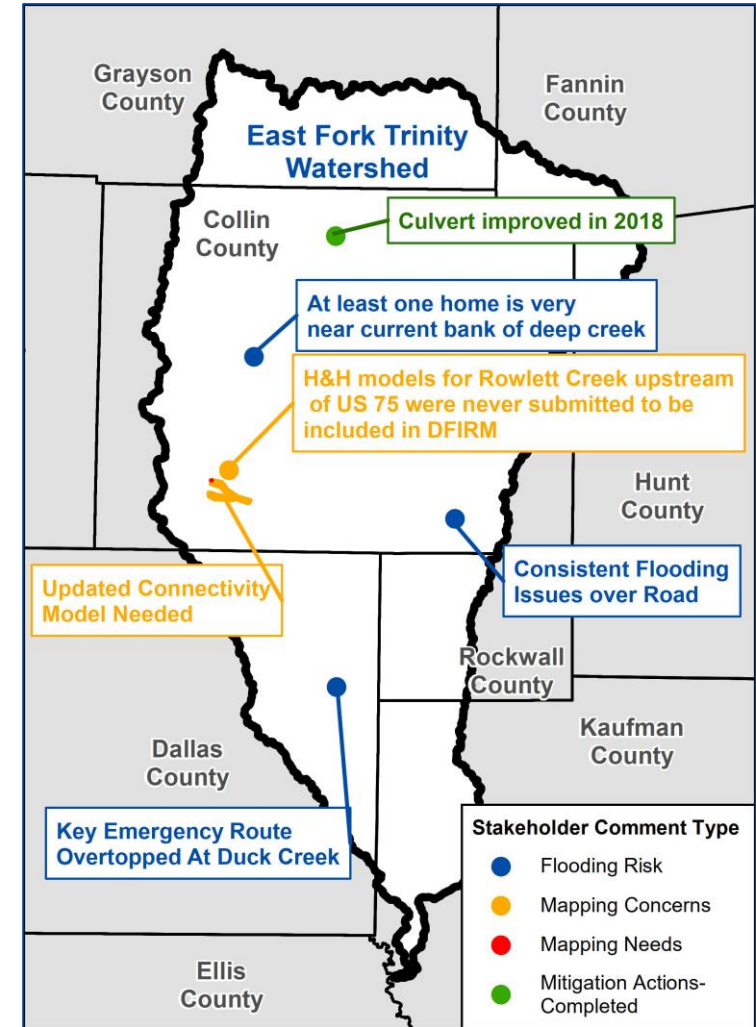 Grayson
County
Fannin
County
East Fork Trinity
Watershed
Collin
County
Culvert improved in 2018
At least one home is very
near current bank of deep creek
H&H models for Rowlett Creek upstream
of US 75 were never submitted to be
included in DFIRM
Hunt
County
Updated Connectivity
Model Needed
Consistent Flooding
Issues over Road
Rockwall
County
Kaufman
County
Dallas
County
Key Emergency Route
Overtopped At Duck Creek
Stakeholder Comment Type
Flooding Risk
Mapping Concerns
Mapping Needs
Mitigation Actions-
Completed
Ellis
County